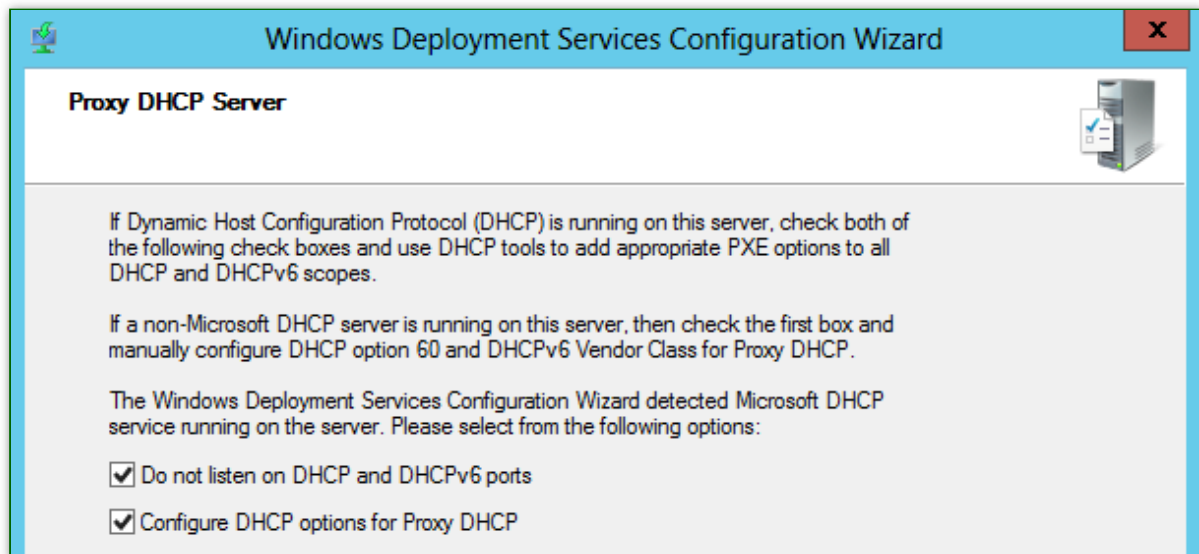 Windows Deployment Services Configuration Wizard
x
Proxy DHCP Server
If Dynamic Host Configuration Protocol (DHCP) is running on this server, check both of
the following check boxes and use DHCP tools to add appropriate PXE options to all
DHCP and DHCPv6 scopes.
If a non-Microsoft DHCP server is running on this server, then check the first box and
manually configure DHCP option 60 and DHCPv6 Vendor Class for Proxy DHCP.
The Windows Deployment Services Configuration Wizard detected Microsoft DHCP
service running on the server. Please select from the following options:
Do not listen on DHCP and DHCPv6 ports
Configure DHCP options for Proxy DHCP